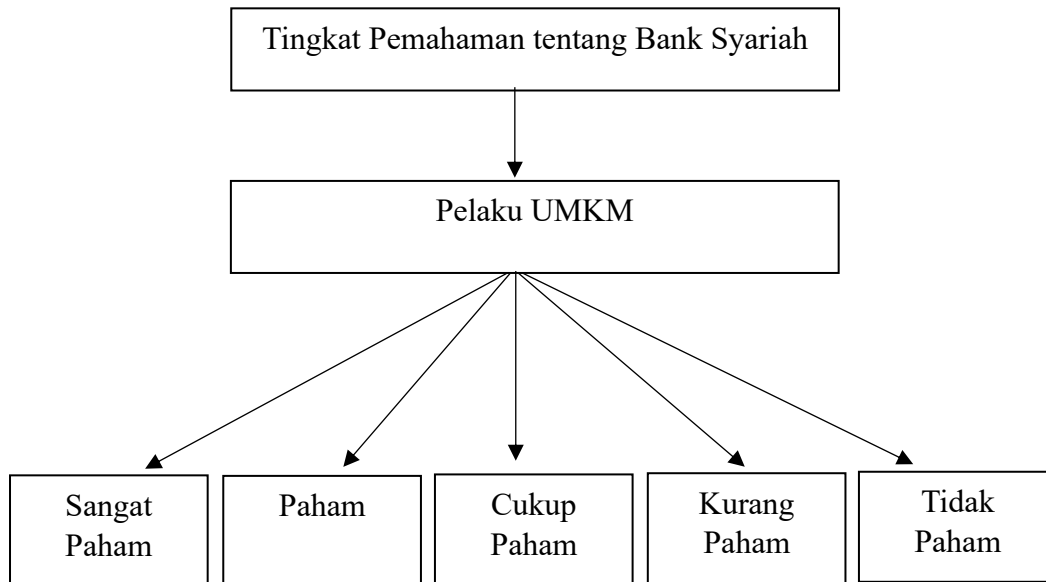 Tingkat Pemahaman tentang Bank Syariah
Pelaku UMKM
Sangat
Paham
Paham
Cukup
Paham
Kurang
Paham
Tidak
Paham